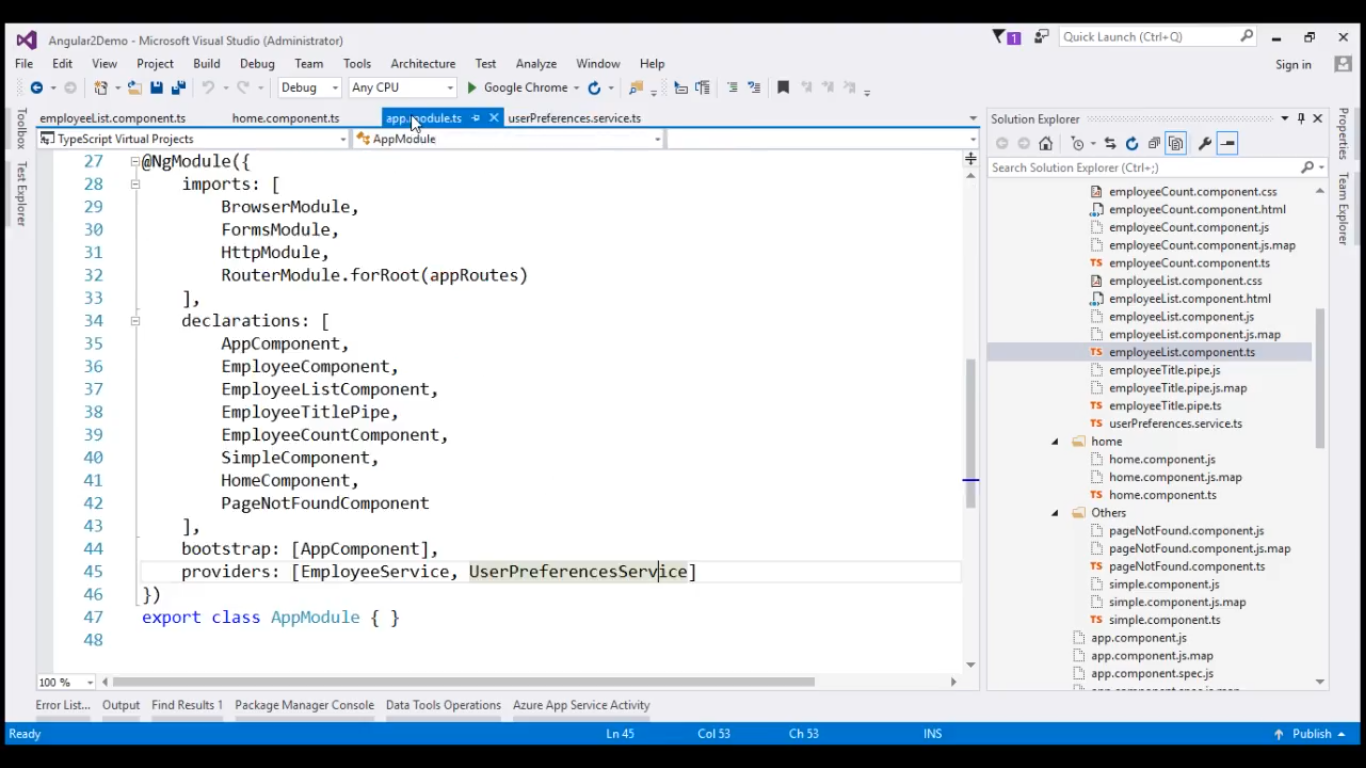 Angular2Demo - Microsoft Visual Studio (Administrator)
1
Quick Launch (Ctrl+Q)
File Edit View Project Build Debug Team Tools Architecture Test Analyze Window Help
Sign in
Debug Any CPU Google Chrome
Toolbox
Test Explorer
employeeList.component.ts home.component.ts app.module.ts userPreferences.service.ts
TypeScript Virtual Projects AppModule
27 @NgModule({
28 imports: [
29 BrowserModule,
30 FormsModule,
31 HttpModule,
32 RouterModule.forRoot(appRoutes)
33 ],
34 declarations: [
35 AppComponent,
36 EmployeeComponent,
37 EmployeeListComponent,
38 EmployeeTitlePipe,
39 EmployeeCountComponent,
40 SimpleComponent,
41 HomeComponent,
42 PageNotFoundComponent
43 ],
44 bootstrap: [AppComponent],
45 providers: [EmployeeService, UserPreferencesService]
46 })
47 export class AppModule { }
48
100 %
Solution Explorer
Search Solution Explorer (Ctrl+;)
employeeCount.component.css
employeeCount.component.html
employeeCount.component.js
employeeCount.component.js.map
TS employeeCount.component.ts
employeeList.component.css
employeeList.component.html
employeeList.component.js
employeeList.component.js.map
TS employeeList.component.ts
employeeTitle.pipe.js
employeeTitle.pipe.js.map
TS employeeTitle.pipe.ts
TS userPreferences.service.ts
home
home.component.js
home.component.js.map
TS home.component.ts
Others
pageNotFound.component.js
pageNotFound.component.js.map
TS pageNotFound.component.ts
simple.component.js
simple.component.js.map
TS simple.component.ts
app.component.js
app.component.js.map
TS app.component.ts
app.component.spec.js
Properties
Team Explorer
Error List... Output Find Results 1 Package Manager Console Data Tools Operations Azure App Service Activity
Ready Ln 45 Col 53 Ch 53 INS Publish